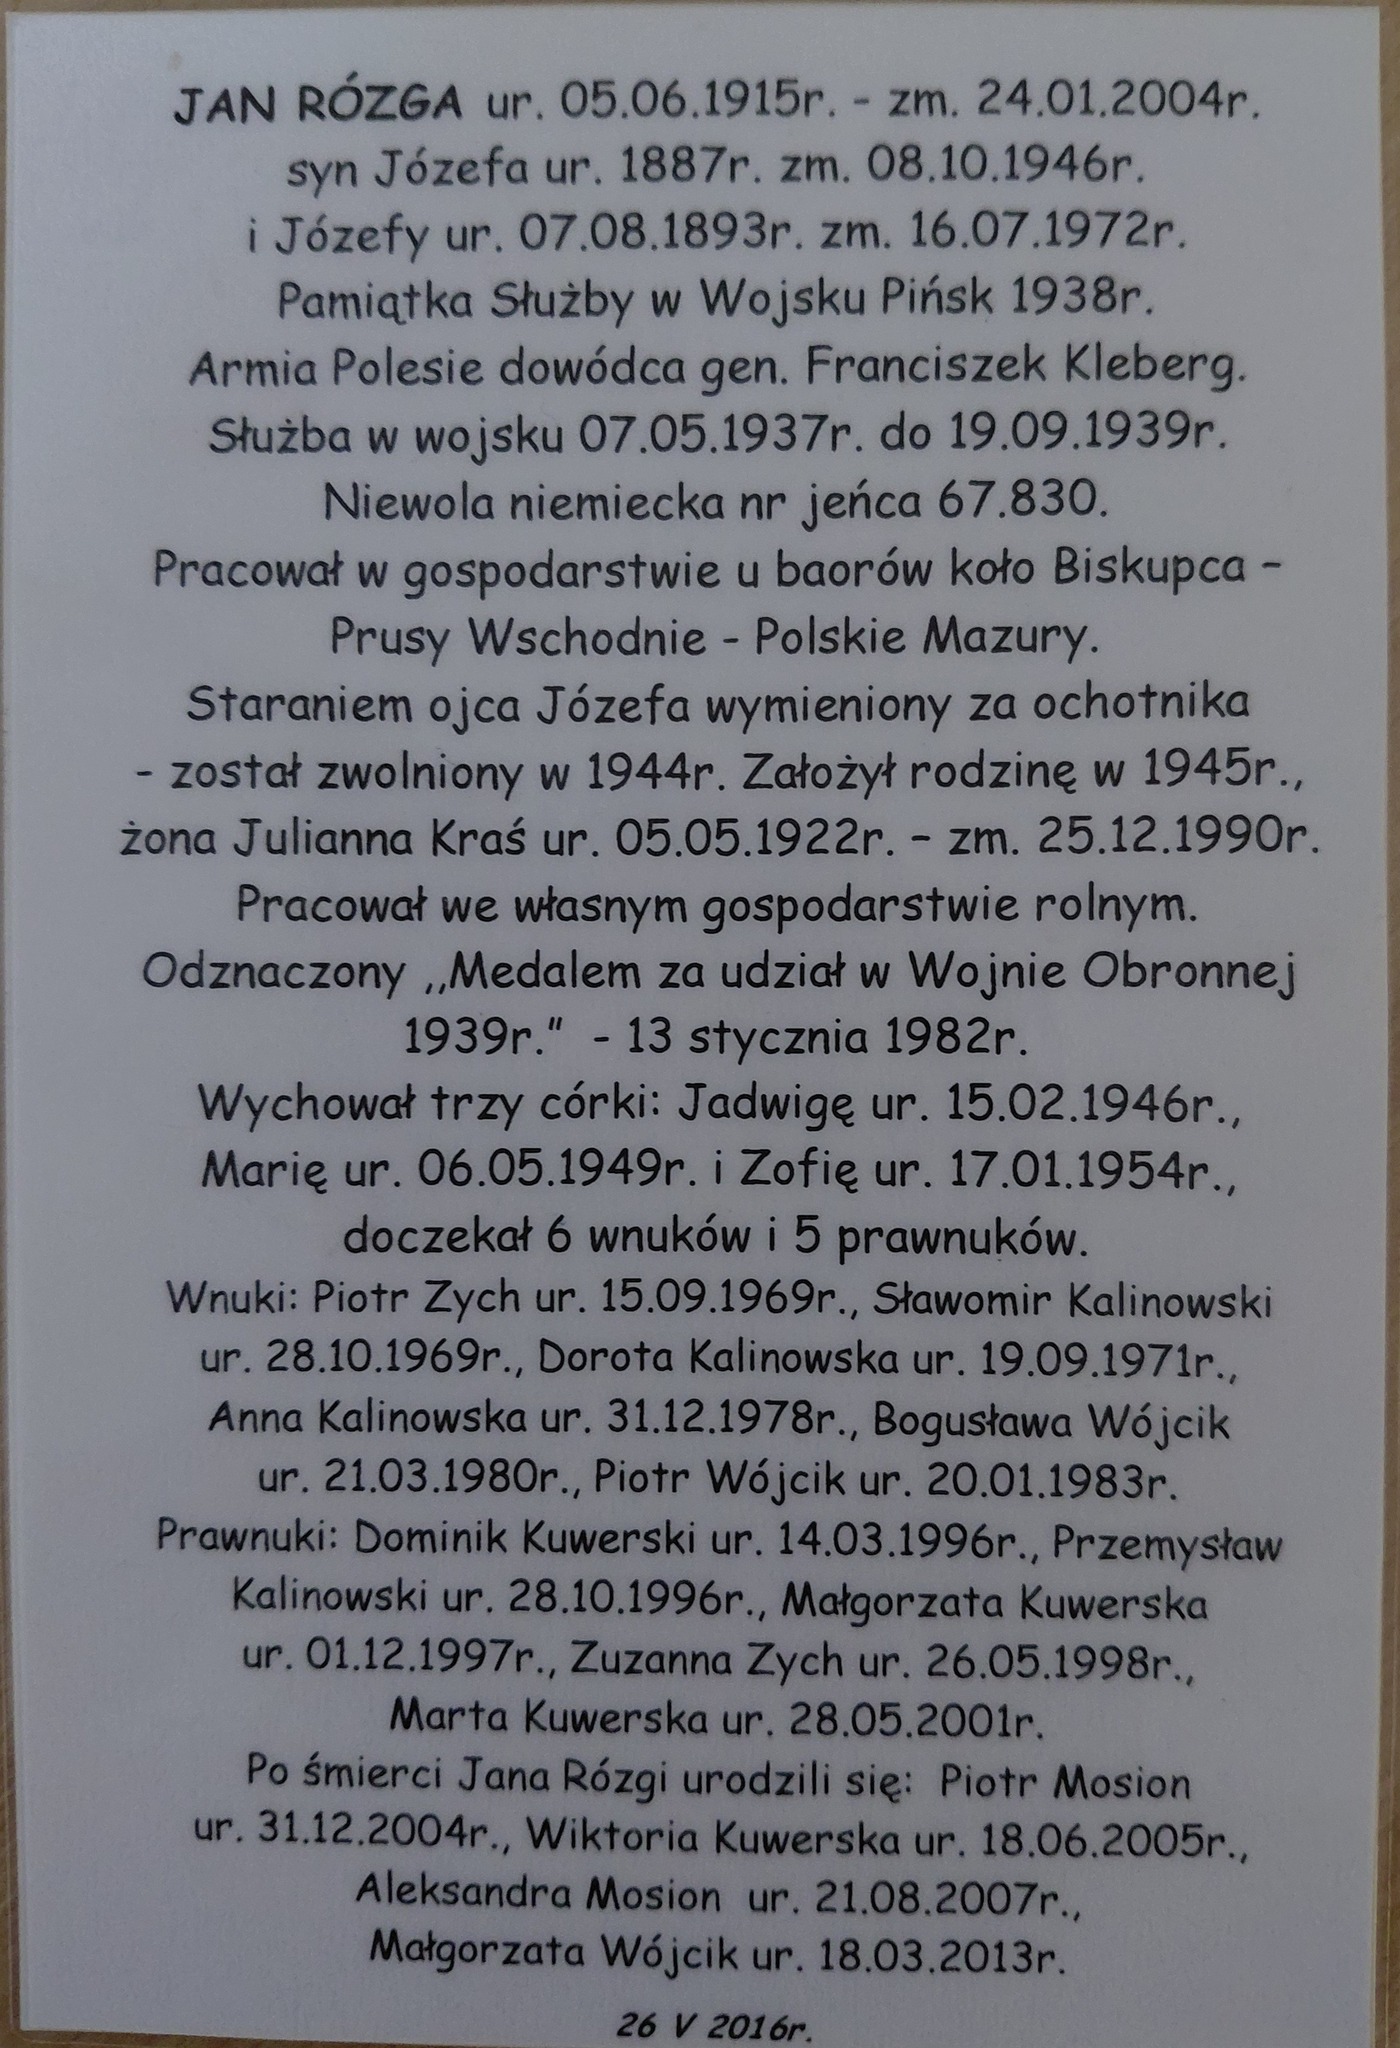 JAN RÓZGA ur. 05.06.1915r. - zm. 24.01.2004r.
syn Józefa ur. 1887r. zm. 08.10.1946r.
i Józefy ur. 07.08.1893r. zm. 16.07.1972r.
Pamiątka Służby w Wojsku Pińsk 1938r.
Armia Polesie dowódca gen. Franciszek Kleberg.
Służba w wojsku 07.05.1937r. do 19.09.1939r.
Niewola niemiecka nr jeńca 67.830.
Pracował w gospodarstwie u baorów koło Biskupca -
Prusy Wschodnie - Polskie Mazury.
Staraniem ojca Józefa wymieniony za ochotnika
- został zwolniony w 1944r. Założył rodzinę w 1945r.,
żona Julianna Kraś ur. 05.05.1922r. - zm. 25.12.1990r.
Pracował we własnym gospodarstwie rolnym.
Odznaczony ,,Medalem za udział w Wojnie Obronnej
1939r." - 13 stycznia 1982r.
Wychował trzy córki: Jadwigę ur. 15.02.1946r.,
Marię ur. 06.05.1949r. i Zofię ur. 17.01.1954r.,
doczekał 6 wnuków i 5 prawnuków.
Wnuki: Piotr Zych ur. 15.09.1969r., Sławomir Kalinowski
ur. 28.10.1969r., Dorota Kalinowska ur. 19.09.1971r.,
Anna Kalinowska ur. 31.12.1978r., Bogusława Wójcik
ur. 21.03.1980r., Piotr Wójcik ur. 20.01.1983r.
Prawnuki: Dominik Kuwerski ur. 14.03.1996r., Przemysław
Kalinowski ur. 28.10.1996r., Małgorzata Kuwerska
ur. 01.12.1997r., Zuzanna Zych ur. 26.05.1998r.,
Marta Kuwerska ur. 28.05.2001r.
Po śmierci Jana Rózgi urodzili się: Piotr Mosion
ur. 31.12.2004r., Wiktoria Kuwerska ur. 18.06.2005r.,
Aleksandra Mosion ur. 21.08.2007r.,
Małgorzata Wójcik ur. 18.03.2013r.
26 V 2016r.